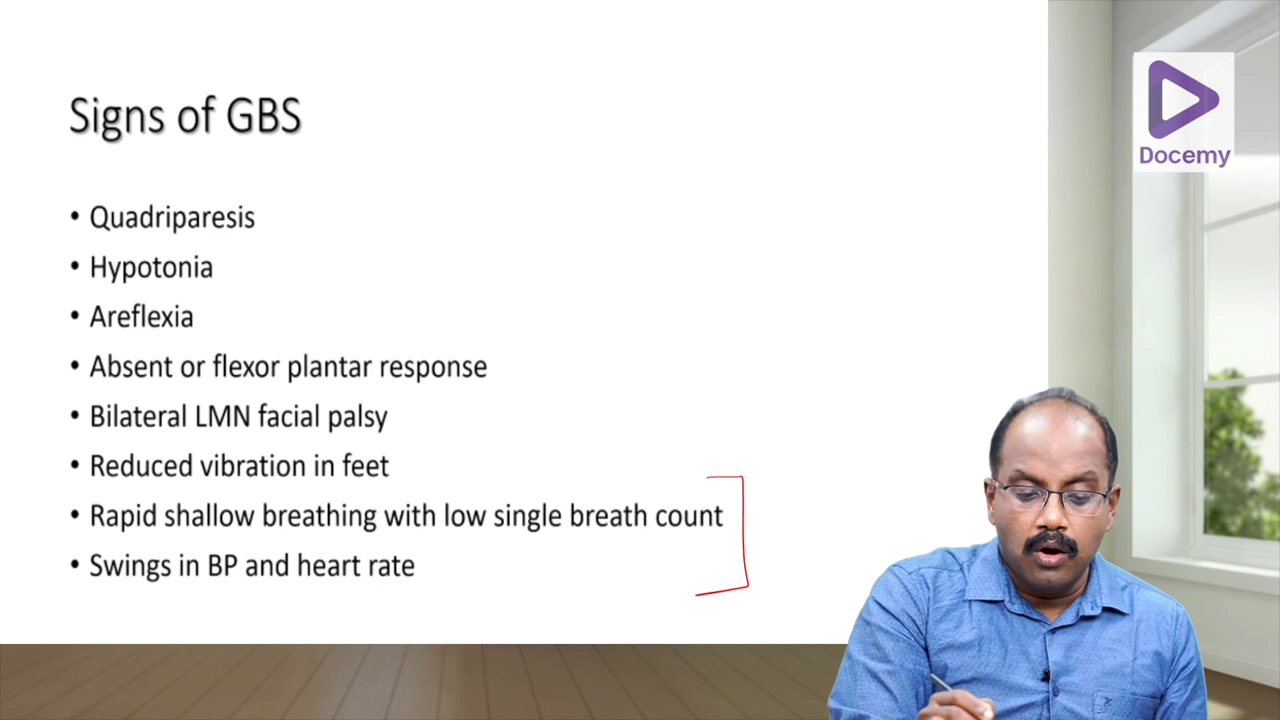 Signs of GBS
• Quadriparesis
• Hypotonia
• Areflexia
• Absent or flexor plantar response
• Bilateral LMN facial palsy
• Reduced vibration in feet
• Rapid shallow breathing with low single breath count
• Swings in BP and heart rate
Docemy